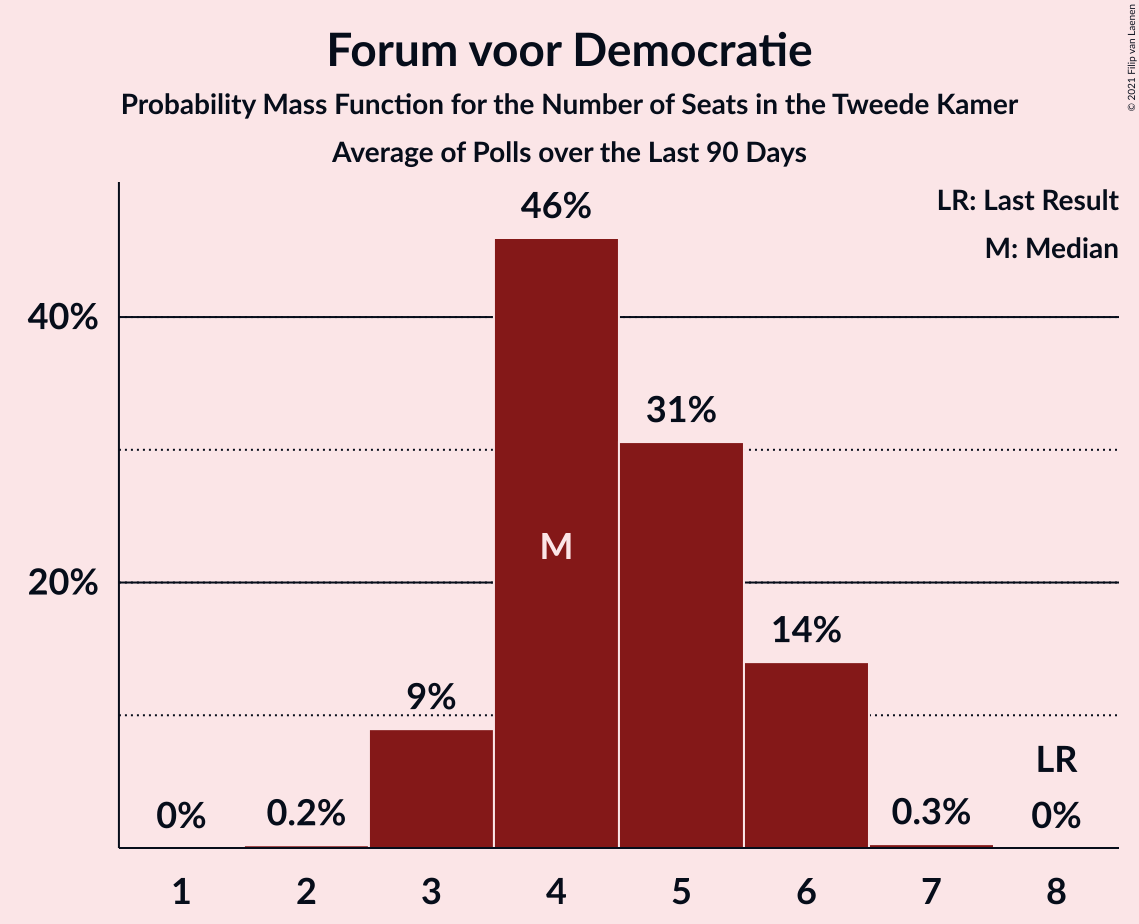 Forum voor Democratie
Probability Mass Function for the Number of Seats in the Tweede Kamer
Average of Polls over the Last 90 Days
© 2021 Filip van Laenen
LR: Last Result
M: Median
46%
40%
31%
M
20%
14%
9%
LR
0%
0.2%
0.3%
0%
1 2 3 4 5 6 7 8